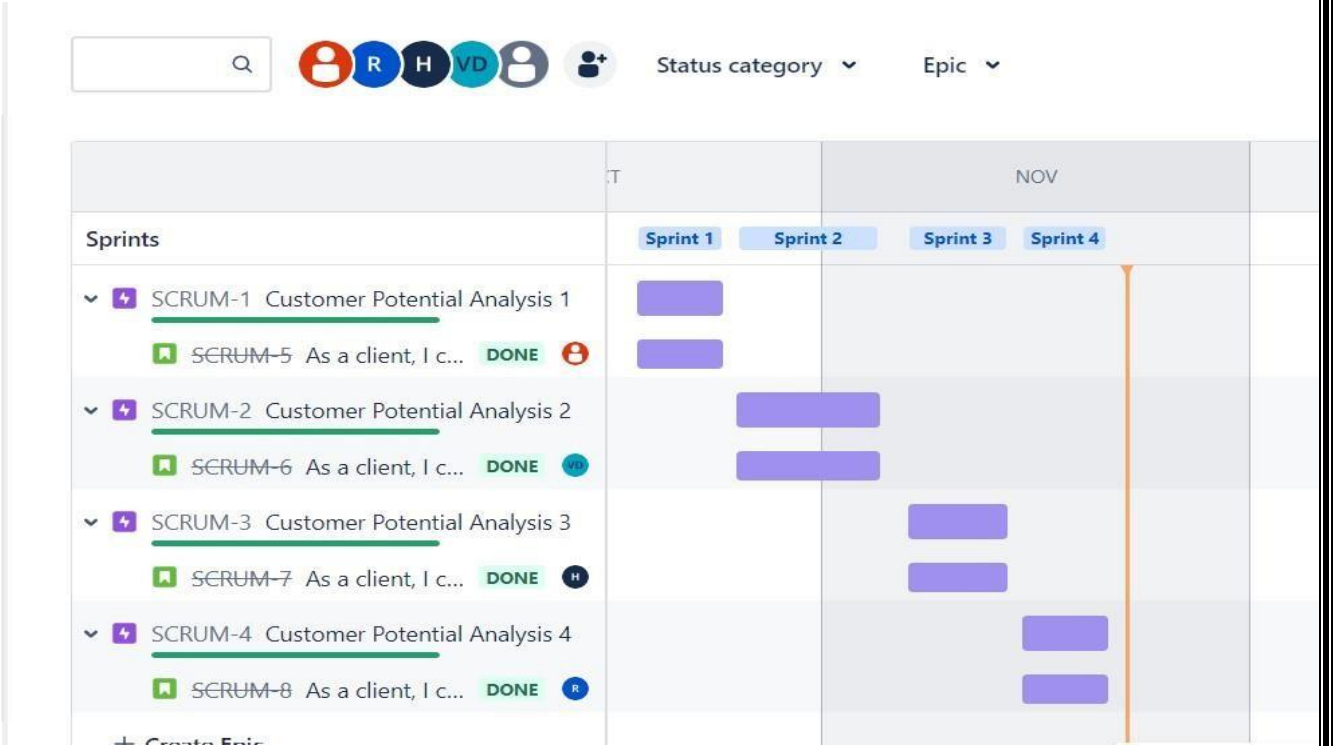 R H VD Status category Epic
CT NOV
Sprints Sprint 1 Sprint 2 Sprint 3 Sprint 4
SCRUM-1 Customer Potential Analysis 1
SCRUM-5 As a client, I c... DONE
SCRUM-2 Customer Potential Analysis 2
SCRUM-6 As a client, I c... DONE VD
SCRUM-3 Customer Potential Analysis 3
SCRUM-7 As a client, I c... DONE H
SCRUM-4 Customer Potential Analysis 4
SCRUM-8 As a client, I c... DONE R
+ Create Epic